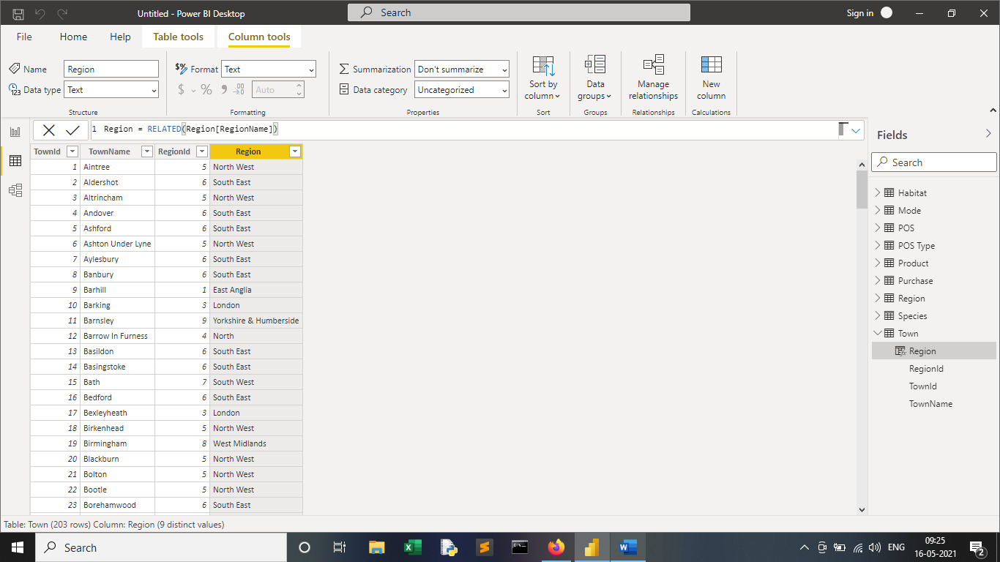 Untitled - Power BI Desktop
Search
Sign in
File Home Help Table tools Column tools
Name Region
Data type Text
Structure
$% Format Text
$ % 9 .00 Auto
Formatting
Summarization Don't summarize
Data category Uncategorized
Properties
Sort by
column
Sort
Data
groups
Groups
Manage
relationships
Relationships
New
column
Calculations
1 Region = RELATED(Region[RegionName])
TownId TownName RegionId Region
1 Aintree 5 North West
2 Aldershot 6 South East
3 Altrincham 5 North West
4 Andover 6 South East
5 Ashford 6 South East
6 Ashton Under Lyne 5 North West
7 Aylesbury 6 South East
8 Banbury 6 South East
9 Barhill 1 East Anglia
10 Barking 3 London
11 Barnsley 9 Yorkshire & Humberside
12 Barrow In Furness 4 North
13 Basildon 6 South East
14 Basingstoke 6 South East
15 Bath 7 South West
16 Bedford 6 South East
17 Bexleyheath 3 London
18 Birkenhead 5 North West
19 Birmingham 8 West Midlands
20 Blackburn 5 North West
21 Bolton 5 North West
22 Bootle 5 North West
23 Borehamwood 6 South East
Fields
Search
Habitat
Mode
POS
POS Type
Product
Purchase
Region
Species
Town
Region
RegionId
TownId
TownName
Table: Town (203 rows) Column: Region (9 distinct values)
Search
ENG
09:25
16-05-2021
2